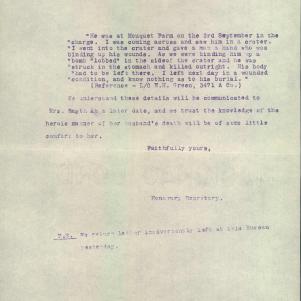 "He was at Mouquet Farm on the 3rd September in the
"charge. I was coming across and saw him in a crater.
"I went into the crater and gave a man a hand who was
binding up his wounds. As we were binding him up a
"bomb "lobbed" in the side of the crater and he was
"struck in the stomach and killed outright. His body
"had to be left there. I left next day in a wounded
"condition, and know nothing as to his burial."
(Reference - L/C Green, 3471 A Co.)
We understand these details will be communicated to
Mrs. Smyth at a later date, and we trust the knowledge of the
heroic manner of her husband's death will be of some little
comfort to her.
Faithfully yours,
Honorary Secretary.
P.S. We return letter inadvertently left at this Bureau
yesterday.